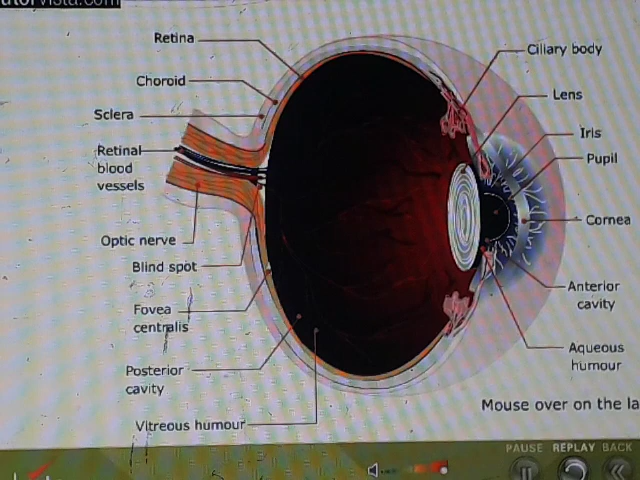 Retina
Choroid
Sclera
Retinal
blood
vessels
Optic nerve
Blind spot
Fovea
centralis
Posterior
cavity
Vitreous humour
Ciliary body
Lens
Iris
Pupil
Cornea
Anterior
cavity
Aqueous
humour
Mouse over on the la
PAUSE REPLAY BACK